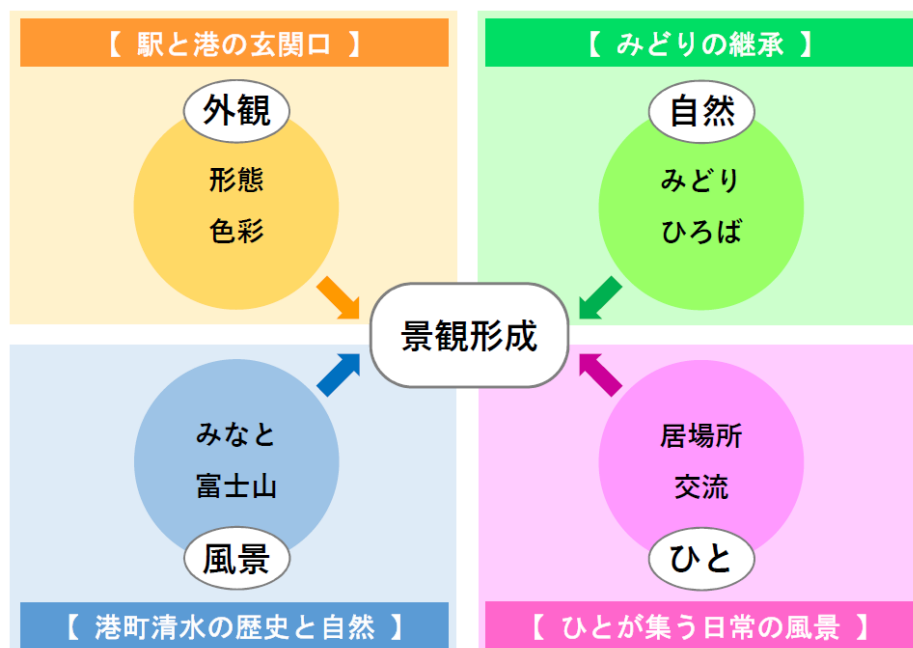 【 駅と港の玄関口 】
外観
形態
色彩
【 みどりの継承 】
自然
みどり
ひろば
景観形成
みなと
富士山
風景
【 港町清水の歴史と自然 】
居場所
交流
ひと
【 ひとが集う日常の風景 】